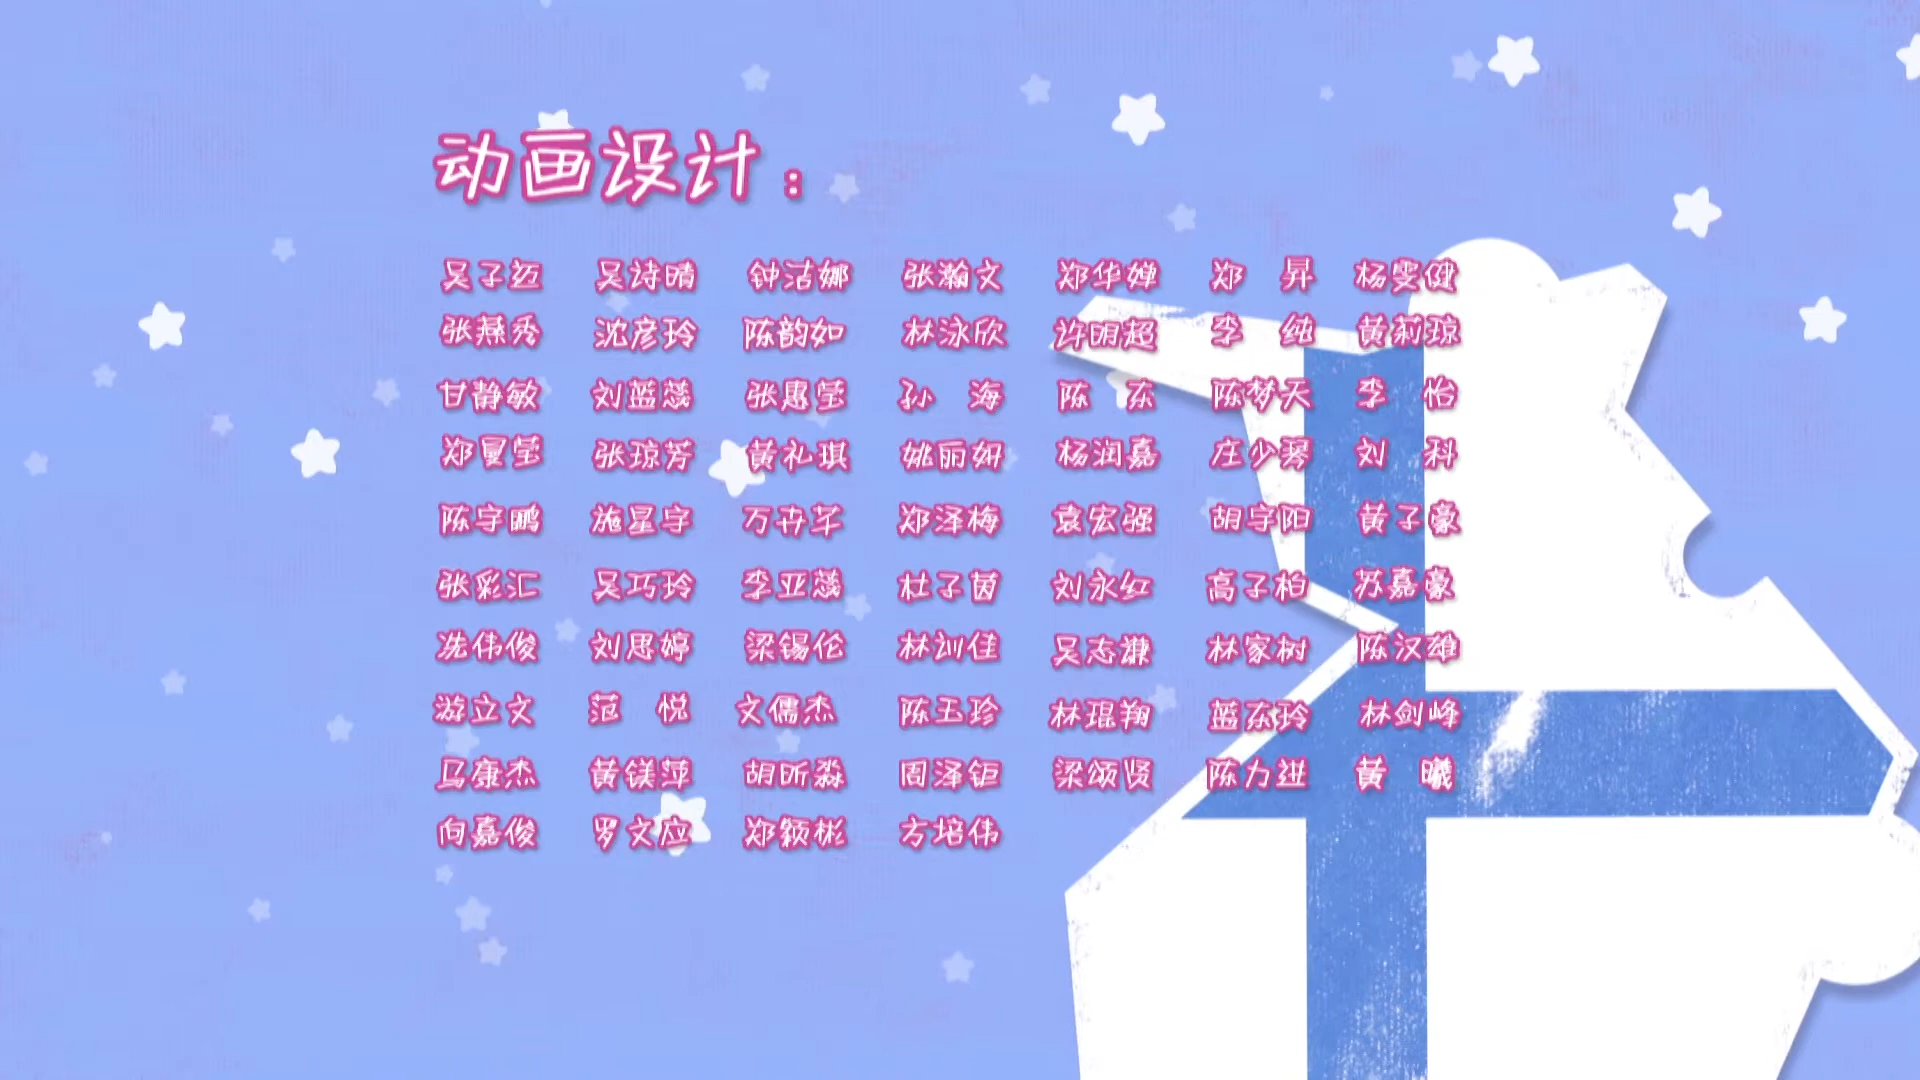 动画设计：
吴子迈 吴诗晴 钟洁娜 张瀚文 郑华婵 郑 昇 杨雯健
张燕秀 沈彦玲 陈韵如 林泳欣 许明超 李 纯 黄莉琼
甘静敏 刘蓝蕊 张惠莹 孙 海 陈 东 陈梦天 李 怡
郑曼莹 张琼芳 黄礼琪 姚丽妍 杨润嘉 庄少琴 刘 科
陈宇鹏 施星宇 万卉芊 郑泽梅 袁宏强 胡宇阳 黄子豪
张彩汇 吴巧玲 李亚蕊 杜子茵 刘永红 高子柏 苏嘉豪
冼伟俊 刘思婷 梁锡伦 林训佳 吴志谦 林家树 陈汉雄
游立文 范 悦 文儒杰 陈玉珍 林琨翔 蓝东玲 林剑峰
马康杰 黄镁萍 胡昕淼 周泽钜 梁颂贤 陈力进 黄 曦
向嘉俊 罗文应 郑颖彬 方培伟